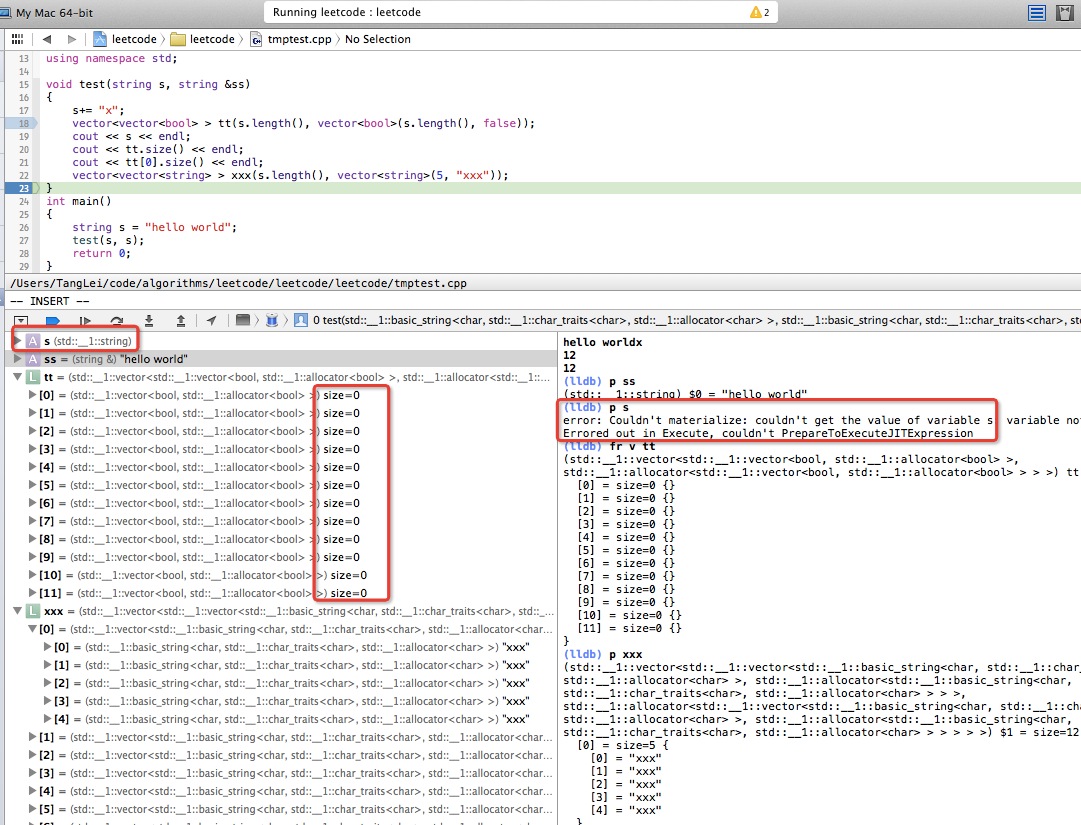 My Mac 64-bit
Running leetcode : leetcode
2
leetcode
leetcode
tmptest.cpp
No Selection
13 using namespace std;
14
15 void test(string s, string &ss)
16 {
17 s+= "x";
18 vector<vector<bool> > tt(s.length(), vector<bool>(s.length(), false));
19 cout << s << endl;
20 cout << tt.size() << endl;
21 cout << tt[0].size() << endl;
22 vector<vector<string> > xxx(s.length(), vector<string>(5, "xxx"));
23 }
24 int main()
25 {
26 string s = "hello world";
27 test(s, s);
28 return 0;
29 }
/Users/TangLei/code/algorithms/leetcode/leetcode/leetcode/tmptest.cpp
-- INSERT --
0 test(std::__1::basic_string<char, std::__1::char_traits<char>, std::__1::allocator<char> >, std::__1::basic_string<char, std::__1::char_traits<char>, std
A s (std::__1::string)
A ss = (string &) "hello world"
L tt = (std::__1::vector<std::__1::vector<bool, std::__1::allocator<bool> >, std::__1::allocator<std::__1::...
[0] = (std::__1::vector<bool, std::__1::allocator<bool> >) size=0
[1] = (std::__1::vector<bool, std::__1::allocator<bool> >) size=0
[2] = (std::__1::vector<bool, std::__1::allocator<bool> >) size=0
[3] = (std::__1::vector<bool, std::__1::allocator<bool> >) size=0
[4] = (std::__1::vector<bool, std::__1::allocator<bool> >) size=0
[5] = (std::__1::vector<bool, std::__1::allocator<bool> >) size=0
[6] = (std::__1::vector<bool, std::__1::allocator<bool> >) size=0
[7] = (std::__1::vector<bool, std::__1::allocator<bool> >) size=0
[8] = (std::__1::vector<bool, std::__1::allocator<bool> >) size=0
[9] = (std::__1::vector<bool, std::__1::allocator<bool> >) size=0
[10] = (std::__1::vector<bool, std::__1::allocator<bool> >) size=0
[11] = (std::__1::vector<bool, std::__1::allocator<bool> >) size=0
L xxx = (std::__1::vector<std::__1::vector<std::__1::basic_string<char, std::__1::char_traits<char>, std::_...
[0] = (std::__1::vector<std::__1::basic_string<char, std::__1::char_traits<char>, std::__1::allocator<char...
[0] = (std::__1::basic_string<char, std::__1::char_traits<char>, std::__1::allocator<char> >) "xxx"
[1] = (std::__1::basic_string<char, std::__1::char_traits<char>, std::__1::allocator<char> >) "xxx"
[2] = (std::__1::basic_string<char, std::__1::char_traits<char>, std::__1::allocator<char> >) "xxx"
[3] = (std::__1::basic_string<char, std::__1::char_traits<char>, std::__1::allocator<char> >) "xxx"
[4] = (std::__1::basic_string<char, std::__1::char_traits<char>, std::__1::allocator<char> >) "xxx"
[1] = (std::__1::vector<std::__1::basic_string<char, std::__1::char_traits<char>, std::__1::allocator<char...
[2] = (std::__1::vector<std::__1::basic_string<char, std::__1::char_traits<char>, std::__1::allocator<char...
[3] = (std::__1::vector<std::__1::basic_string<char, std::__1::char_traits<char>, std::__1::allocator<char...
[4] = (std::__1::vector<std::__1::basic_string<char, std::__1::char_traits<char>, std::__1::allocator<char...
[5] = (std::__1::vector<std::__1::basic_string<char, std::__1::char_traits<char>, std::__1::allocator<char...
hello worldx
12
12
(lldb) p ss
(std::__1::string) $0 = "hello world"
(lldb) p s
error: Couldn't materialize: couldn't get the value of variable s: variable no
Errored out in Execute, couldn't PrepareToExecuteJITExpression
(lldb) fr v tt
(std::__1::vector<std::__1::vector<bool, std::__1::allocator<bool> >,
std::__1::allocator<std::__1::vector<bool, std::__1::allocator<bool> > > >) tt
[0] = size=0 {}
[1] = size=0 {}
[2] = size=0 {}
[3] = size=0 {}
[4] = size=0 {}
[5] = size=0 {}
[6] = size=0 {}
[7] = size=0 {}
[8] = size=0 {}
[9] = size=0 {}
[10] = size=0 {}
[11] = size=0 {}
}
(lldb) p xxx
(std::__1::vector<std::__1::vector<std::__1::basic_string<char, std::__1::char_
std::__1::allocator<char> >, std::__1::allocator<std::__1::basic_string<char,
std::__1::char_traits<char>, std::__1::allocator<char> > > >,
std::__1::allocator<std::__1::vector<std::__1::basic_string<char, std::__1::cha
std::__1::allocator<char> >, std::__1::allocator<std::__1::basic_string<char,
std::__1::char_traits<char>, std::__1::allocator<char> > > > > >) $1 = size=12
[0] = size=5 {
[0] = "xxx"
[1] = "xxx"
[2] = "xxx"
[3] = "xxx"
[4] = "xxx"
}